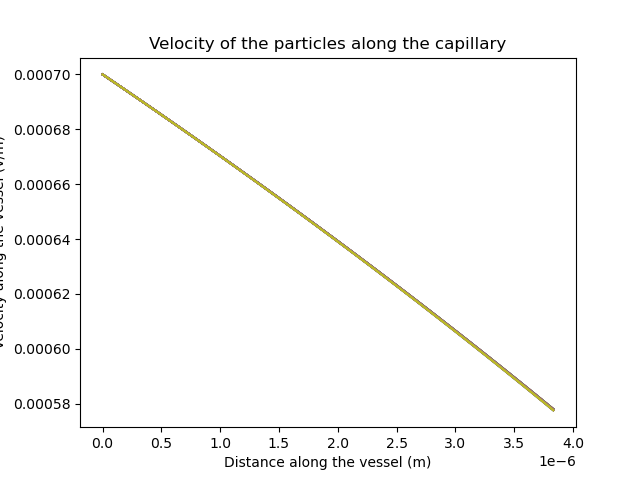 Velocity of the particles along the capillary
0.00070
0.00068
0.00066
0.00064
0.00062
0.00060
0.00058
Velocity along the vessel (v/m)
0.0 0.5 1.0 1.5 2.0 2.5 3.0 3.5 4.0
1e−6
Distance along the vessel (m)